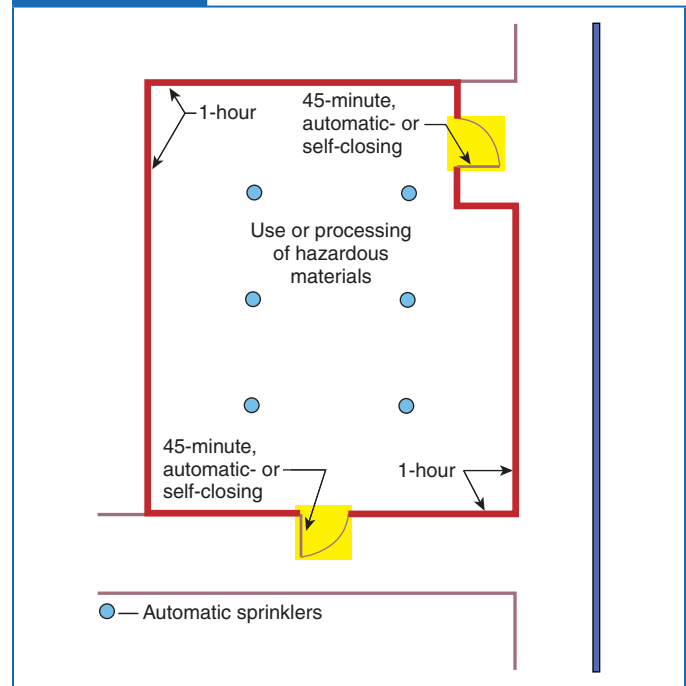 1-hour
45-minute,
automatic- or
self-closing
Use or processing
of hazardous
materials
45-minute,
automatic- or
self-closing
1-hour
Automatic sprinklers